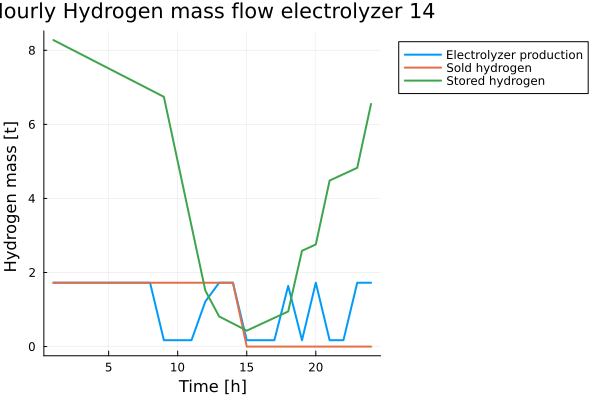 Hourly Hydrogen mass flow electrolyzer 14
Electrolyzer production
Sold hydrogen
Stored hydrogen
Hydrogen mass [t]
8
6
4
2
0
5
10
15
20
Time [h]